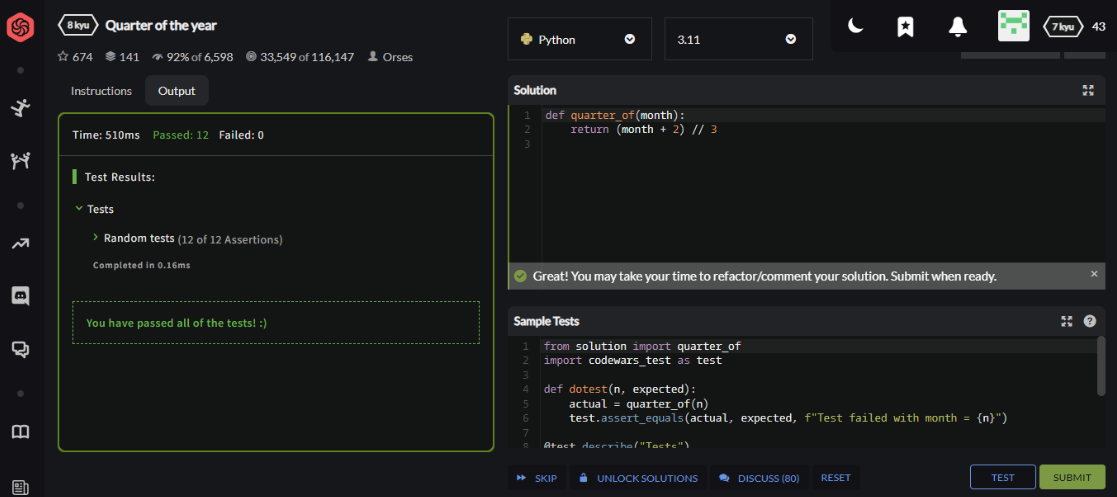 8 kyu Quarter of the year
674 141 92% of 6,598 33,549 of 116,147 Orses
Python
3.11
7 kyu 43
Instructions Output
Time: 510ms Passed: 12 Failed: 0
Test Results:
Tests
Random tests (12 of 12 Assertions)
Completed in 0.16ms
You have passed all of the tests! :)
Solution
1 def quarter_of(month):
2 return (month + 2) // 3
3
Great! You may take your time to refactor/comment your solution. Submit when ready.
Sample Tests
1 from solution import quarter_of
2 import codewars_test as test
3
4 def dotest(n, expected):
5 actual = quarter_of(n)
6 test.assert_equals(actual, expected, f"Test failed with month = {n}")
7
8 @test.describe("Tests")
SKIP UNLOCK SOLUTIONS DISCUSS (80) RESET TEST SUBMIT